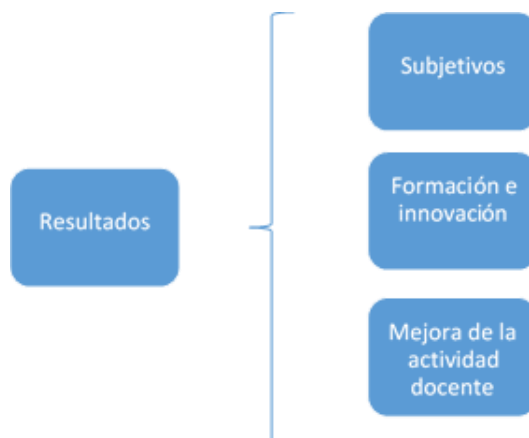 Resultados
Subjetivos
Formación e
innovación
Mejora de la
actividad
docente